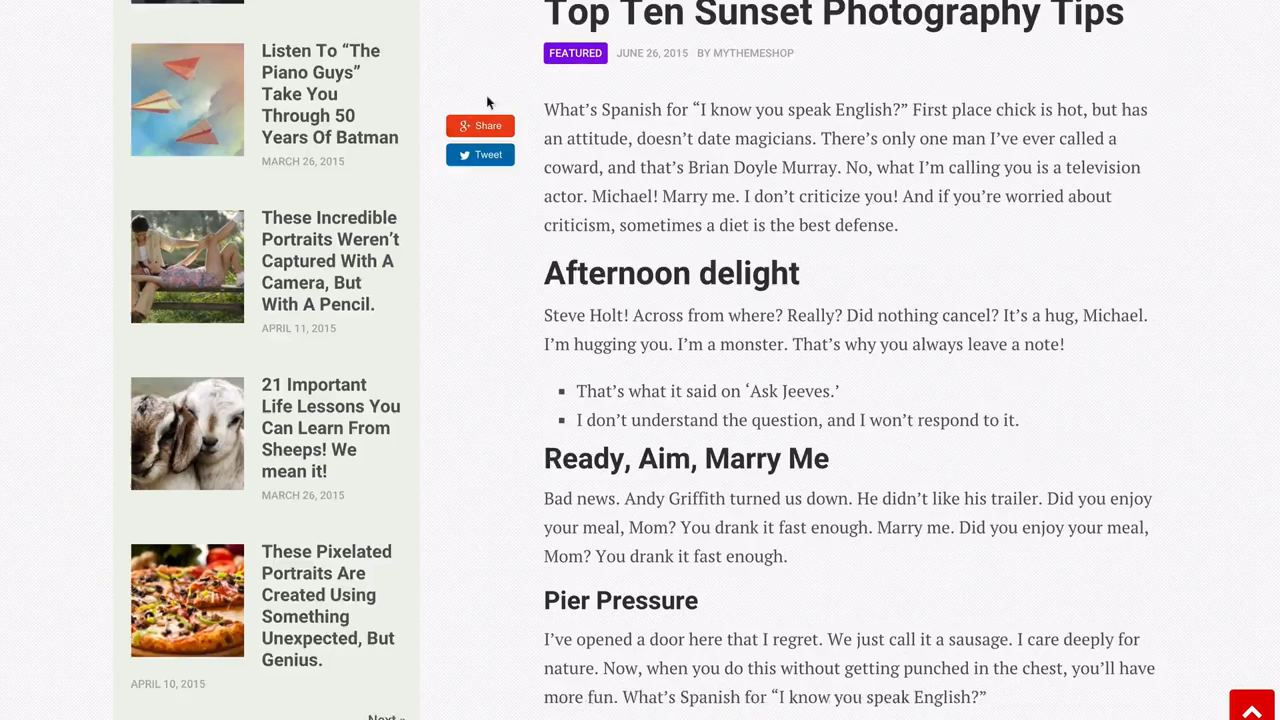 Listen To “The
Piano Guys”
Take You
Through 50
Years Of Batman
MARCH 26, 2015
These Incredible
Portraits Weren’t
Captured With A
Camera, But
With A Pencil.
APRIL 11, 2015
21 Important
Life Lessons You
Can Learn From
Sheeps! We
mean it!
MARCH 26, 2015
These Pixelated
Portraits Are
Created Using
Something
Unexpected, But
Genius.
APRIL 10, 2015
Next »
Share
Tweet
Top Ten Sunset Photography Tips
FEATURED JUNE 26, 2015 BY MYTHEMESHOP
What’s Spanish for “I know you speak English?” First place chick is hot, but has
an attitude, doesn’t date magicians. There’s only one man I’ve ever called a
coward, and that’s Brian Doyle Murray. No, what I’m calling you is a television
actor. Michael! Marry me. I don’t criticize you! And if you’re worried about
criticism, sometimes a diet is the best defense.
Afternoon delight
Steve Holt! Across from where? Really? Did nothing cancel? It’s a hug, Michael.
I’m hugging you. I’m a monster. That’s why you always leave a note!
▪ That’s what it said on ‘Ask Jeeves.’
▪ I don’t understand the question, and I won’t respond to it.
Ready, Aim, Marry Me
Bad news. Andy Griffith turned us down. He didn’t like his trailer. Did you enjoy
your meal, Mom? You drank it fast enough. Marry me. Did you enjoy your meal,
Mom? You drank it fast enough.
Pier Pressure
I’ve opened a door here that I regret. We just call it a sausage. I care deeply for
nature. Now, when you do this without getting punched in the chest, you’ll have
more fun. What’s Spanish for “I know you speak English?”